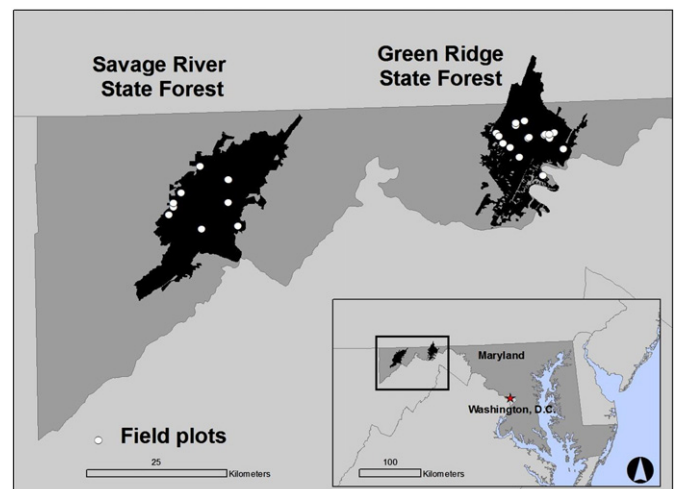 Savage River
State Forest
Green Ridge
State Forest
Maryland
Washington, D.C.
Field plots
25
Kilometers
100
Kilometers